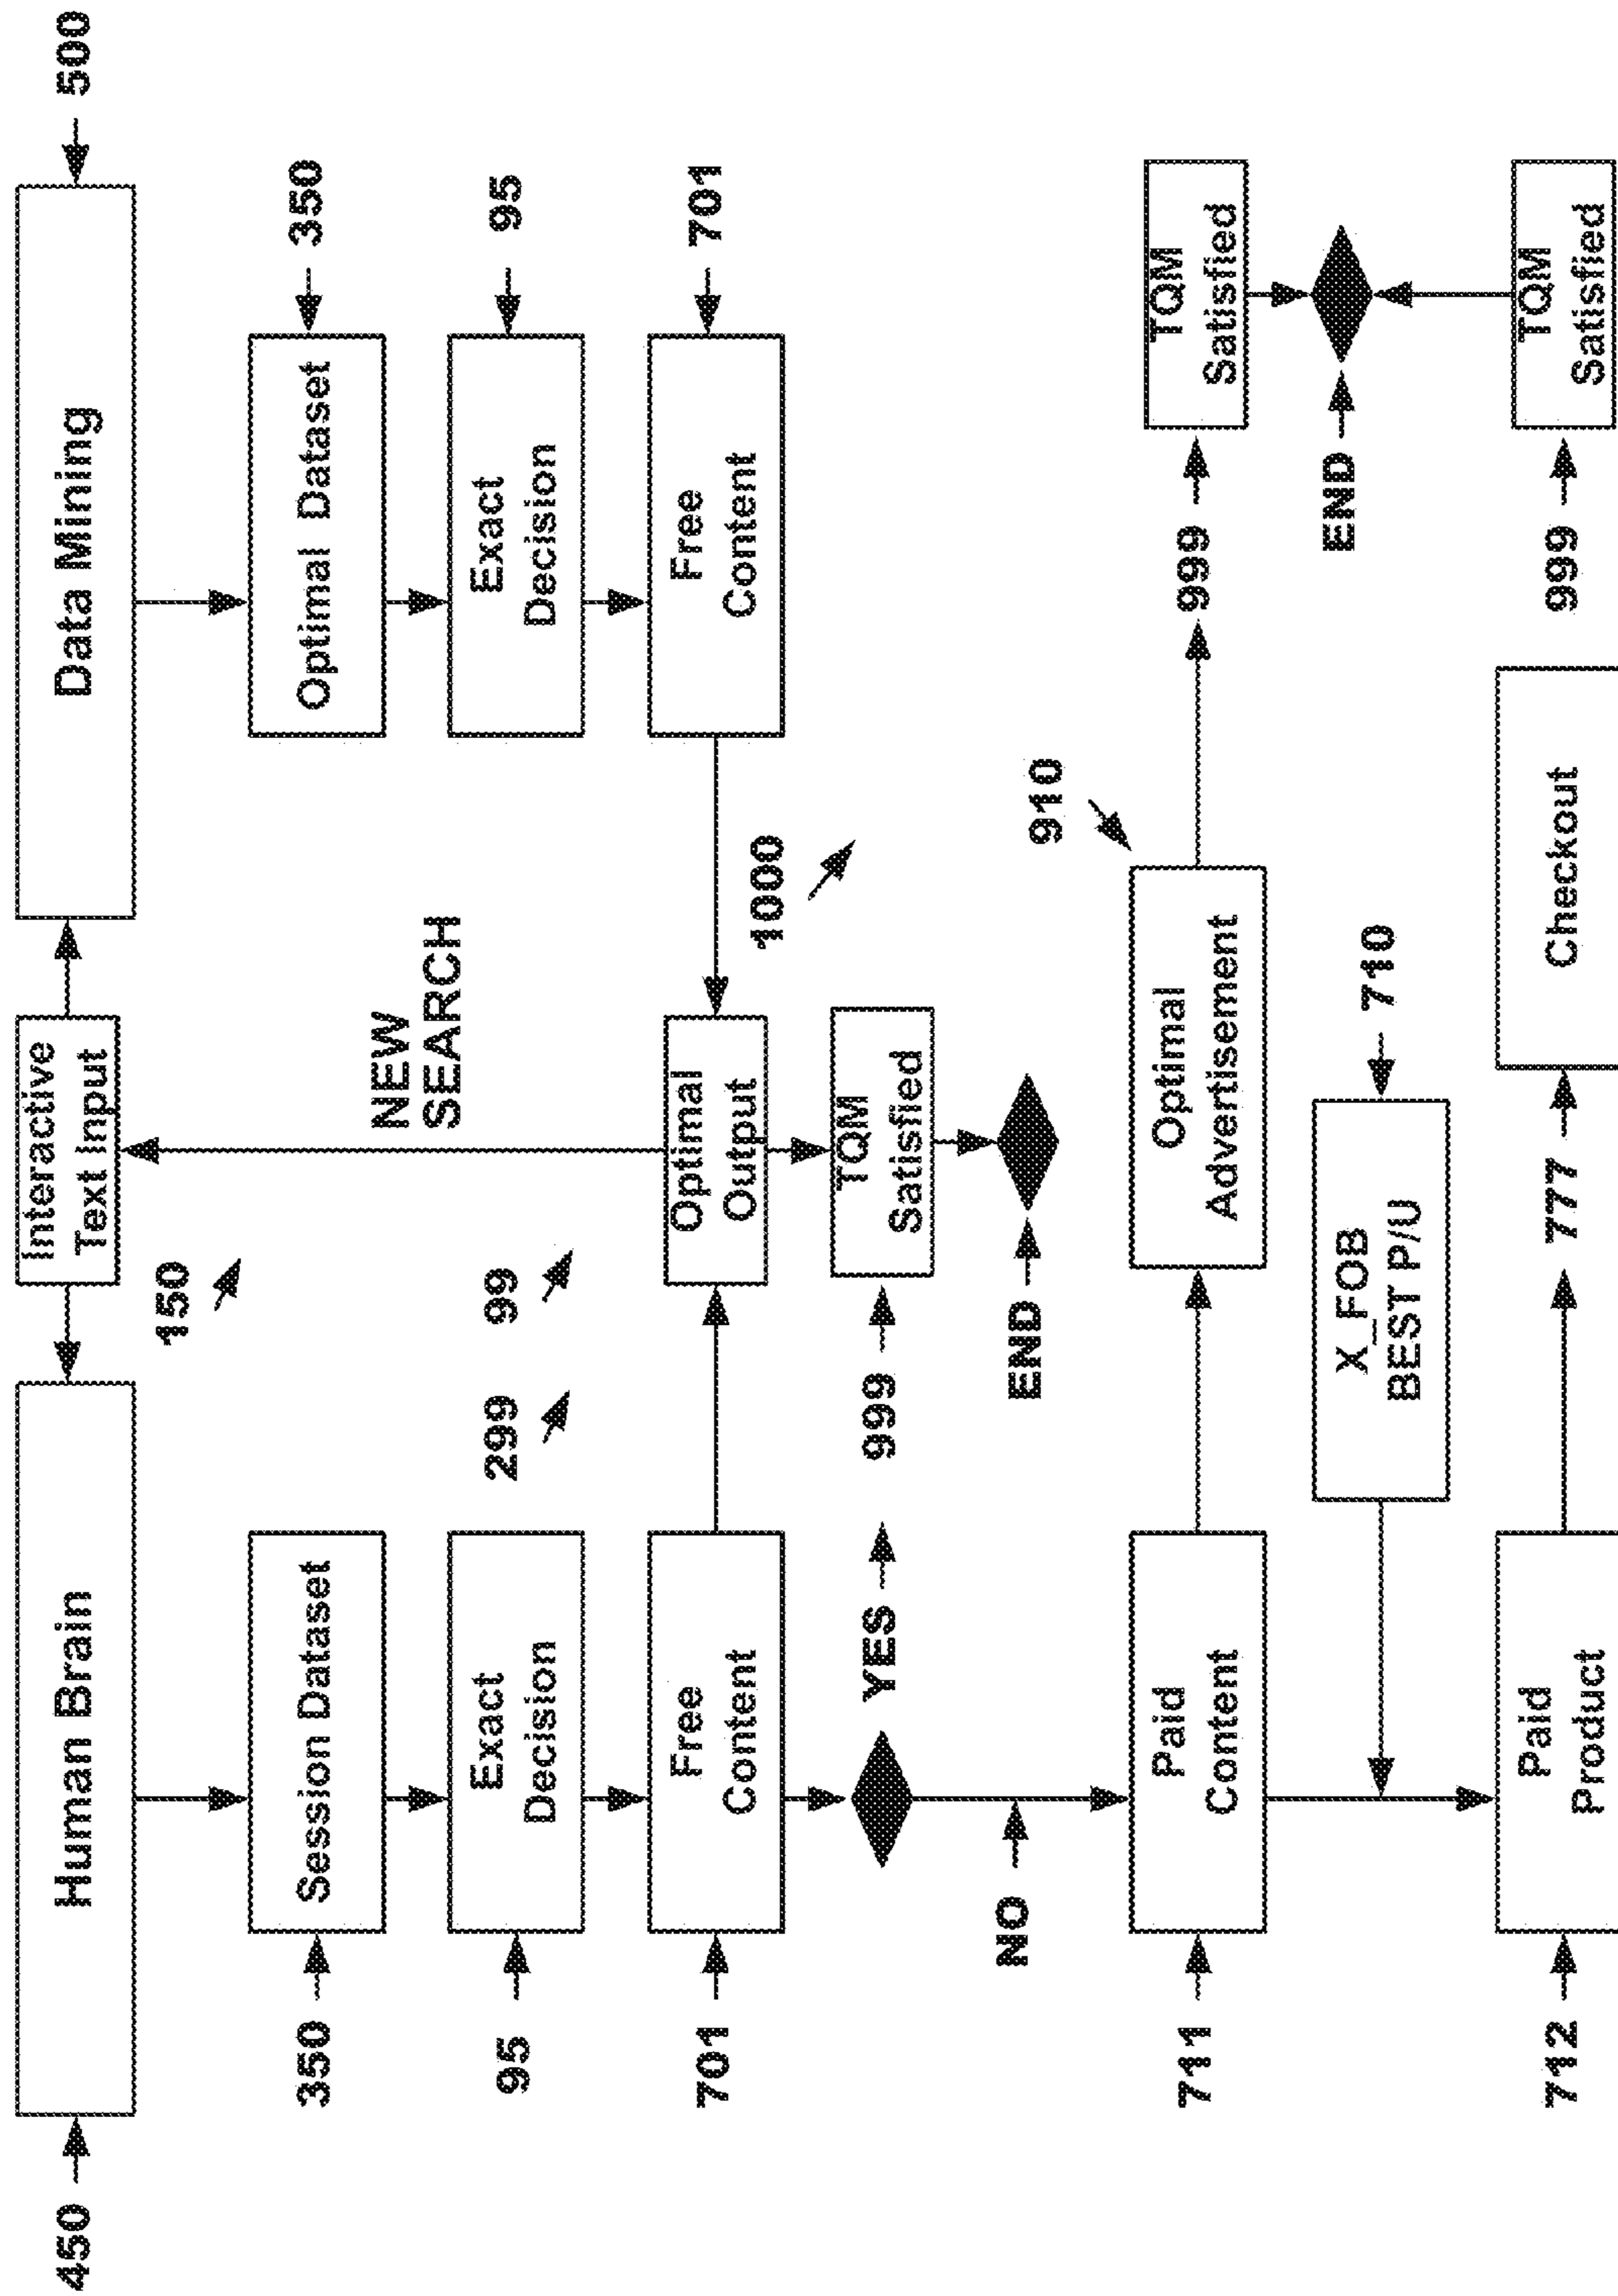 450
Human Brain
Interactive
Text Input
Data Mining
500
150
350
Session Dataset
NEW
SEARCH
Optimal Dataset
350
95
Exact
Decision
299
99
Exact
Decision
95
701
Free
Content
Optimal
Output
Free
Content
701
1000
YES
999
TQM
Satisfied
NO
END
910
711
Paid
Content
Optimal
Advertisement
999
TQM
Satisfied
X_FOB
BEST P/U
710
END
712
Paid
Product
777
Checkout
999
TQM
Satisfied